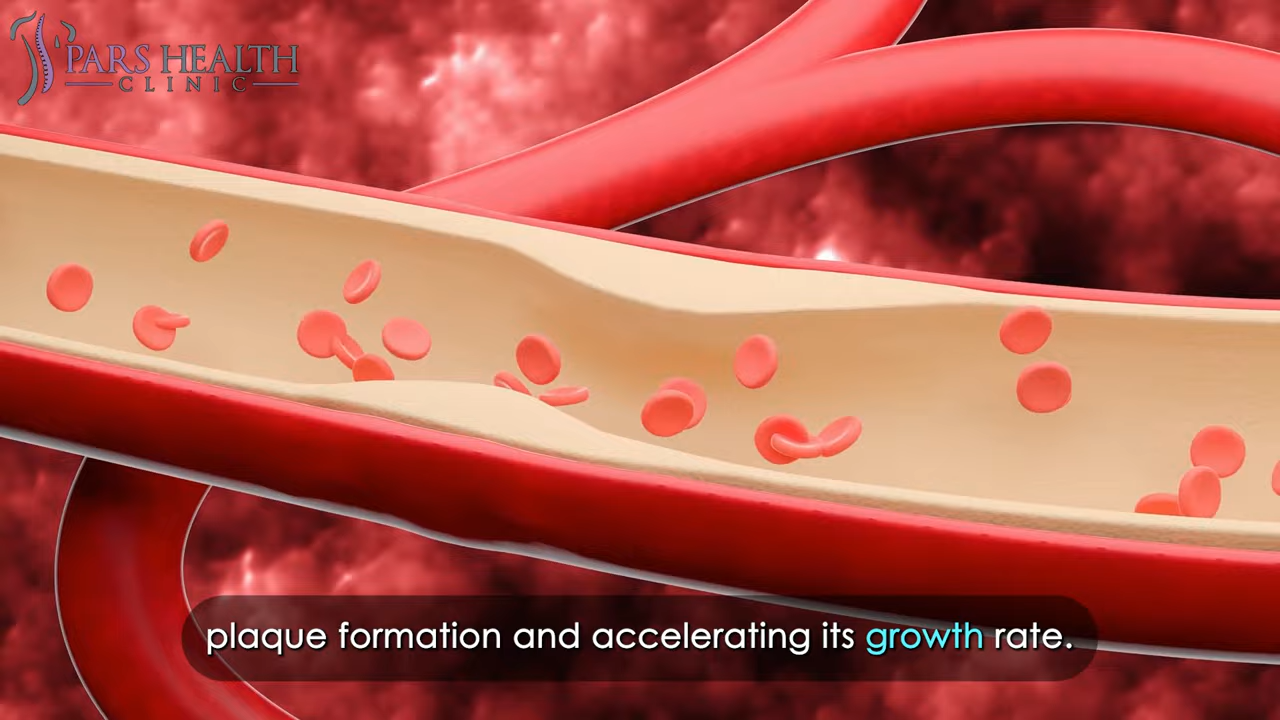 PARS HEALTH
CLINIC
plaque formation and accelerating its growth rate.